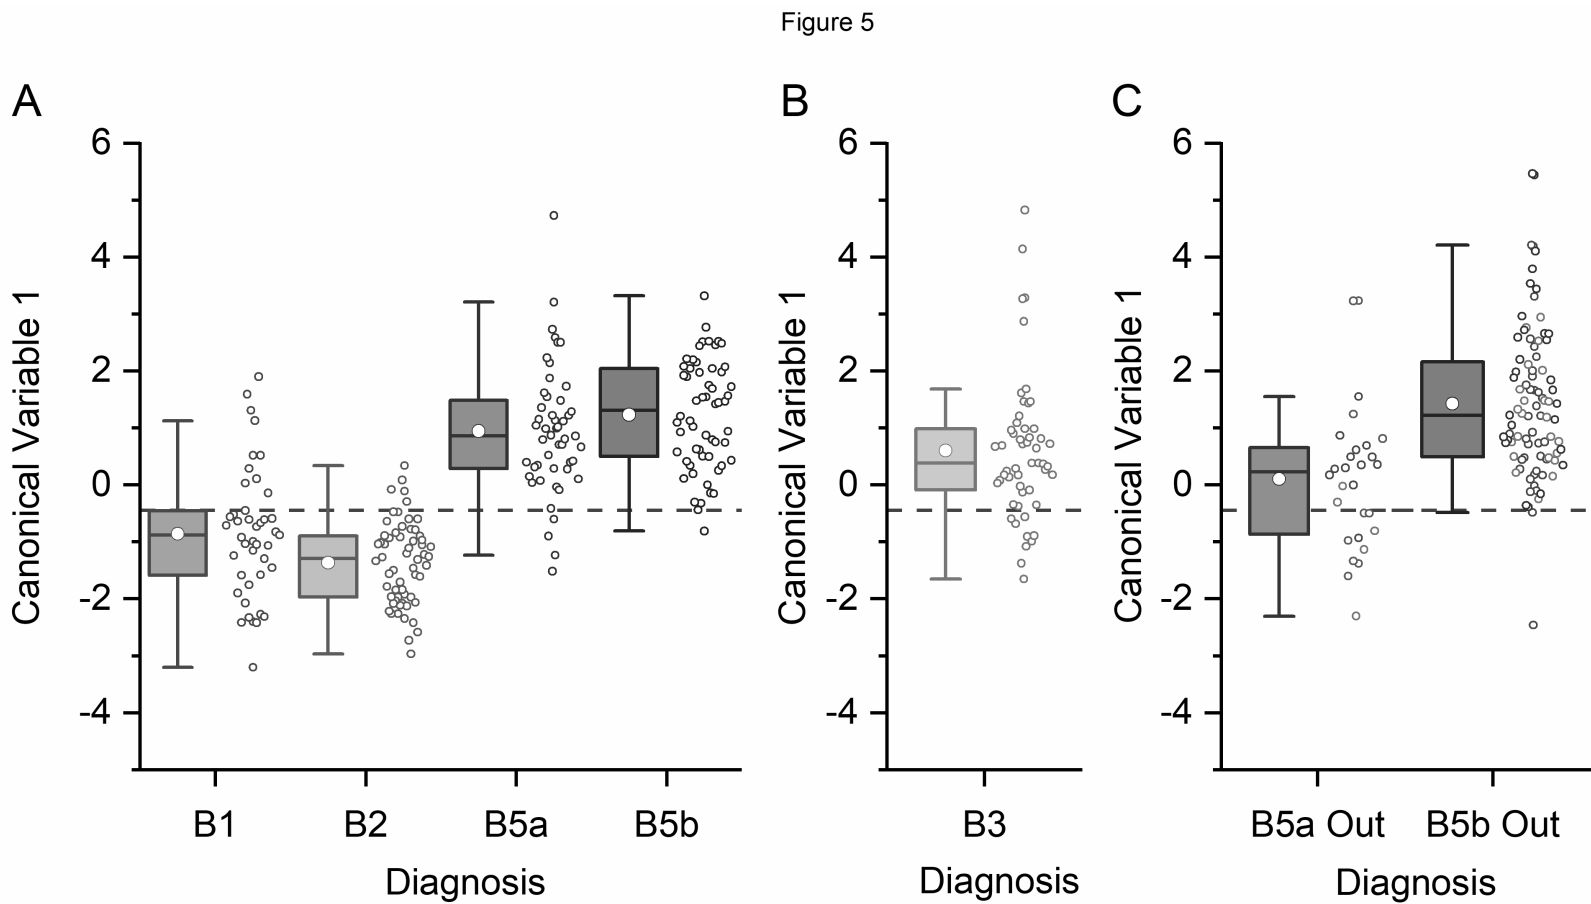 Figure 5
A
B
C
6
4
2
0
-2
-4
Canonical Variable 1
B1 B2 B5a B5b
Diagnosis
6
4
2
0
-2
-4
Canonical Variable 1
B3
Diagnosis
6
4
2
0
-2
-4
Canonical Variable 1
B5a Out B5b Out
Diagnosis